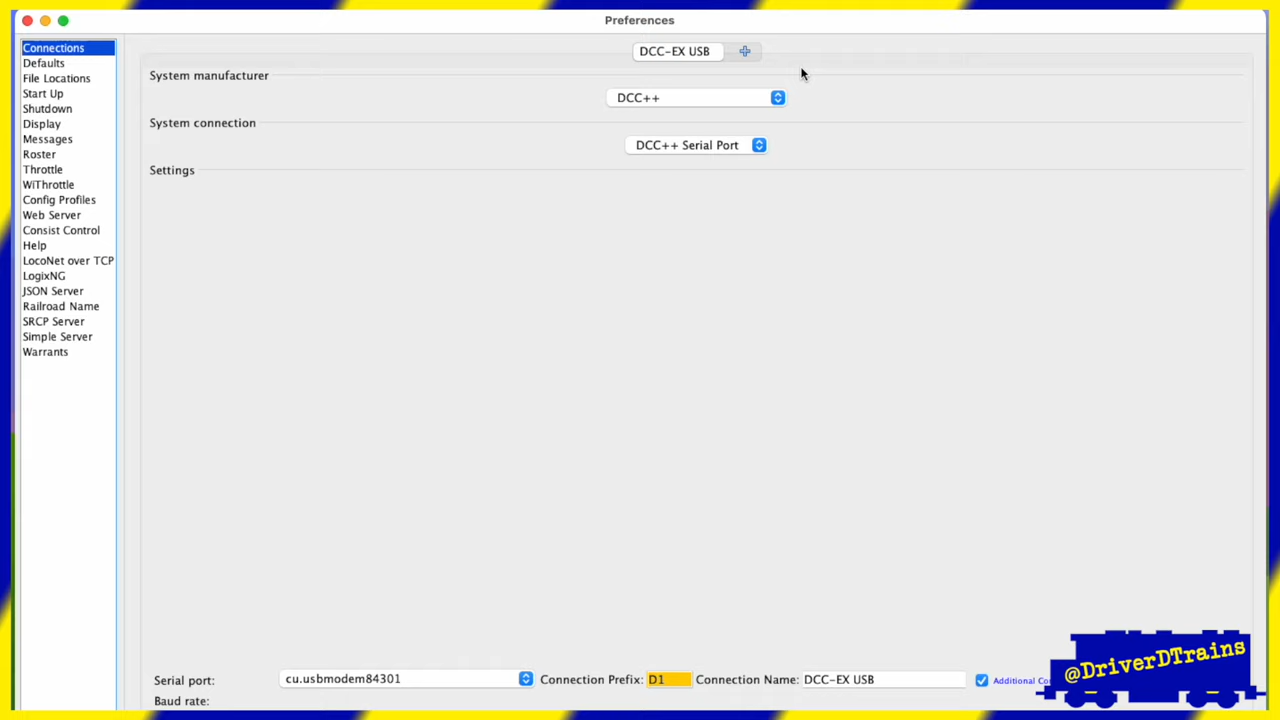 Preferences
Connections
Defaults
File Locations
Start Up
Shutdown
Display
Messages
Roster
Throttle
WiThrottle
Config Profiles
Web Server
Consist Control
Help
LocoNet over TCP
LogixNG
JSON Server
Railroad Name
SRCP Server
Simple Server
Warrants
DCC-EX USB
System manufacturer
DCC++
System connection
DCC++ Serial Port
Settings
Serial port: cu.usbmodem84301 Connection Prefix: D1 Connection Name: DCC-EX USB Additional
Baud rate:
@DriverDTrains